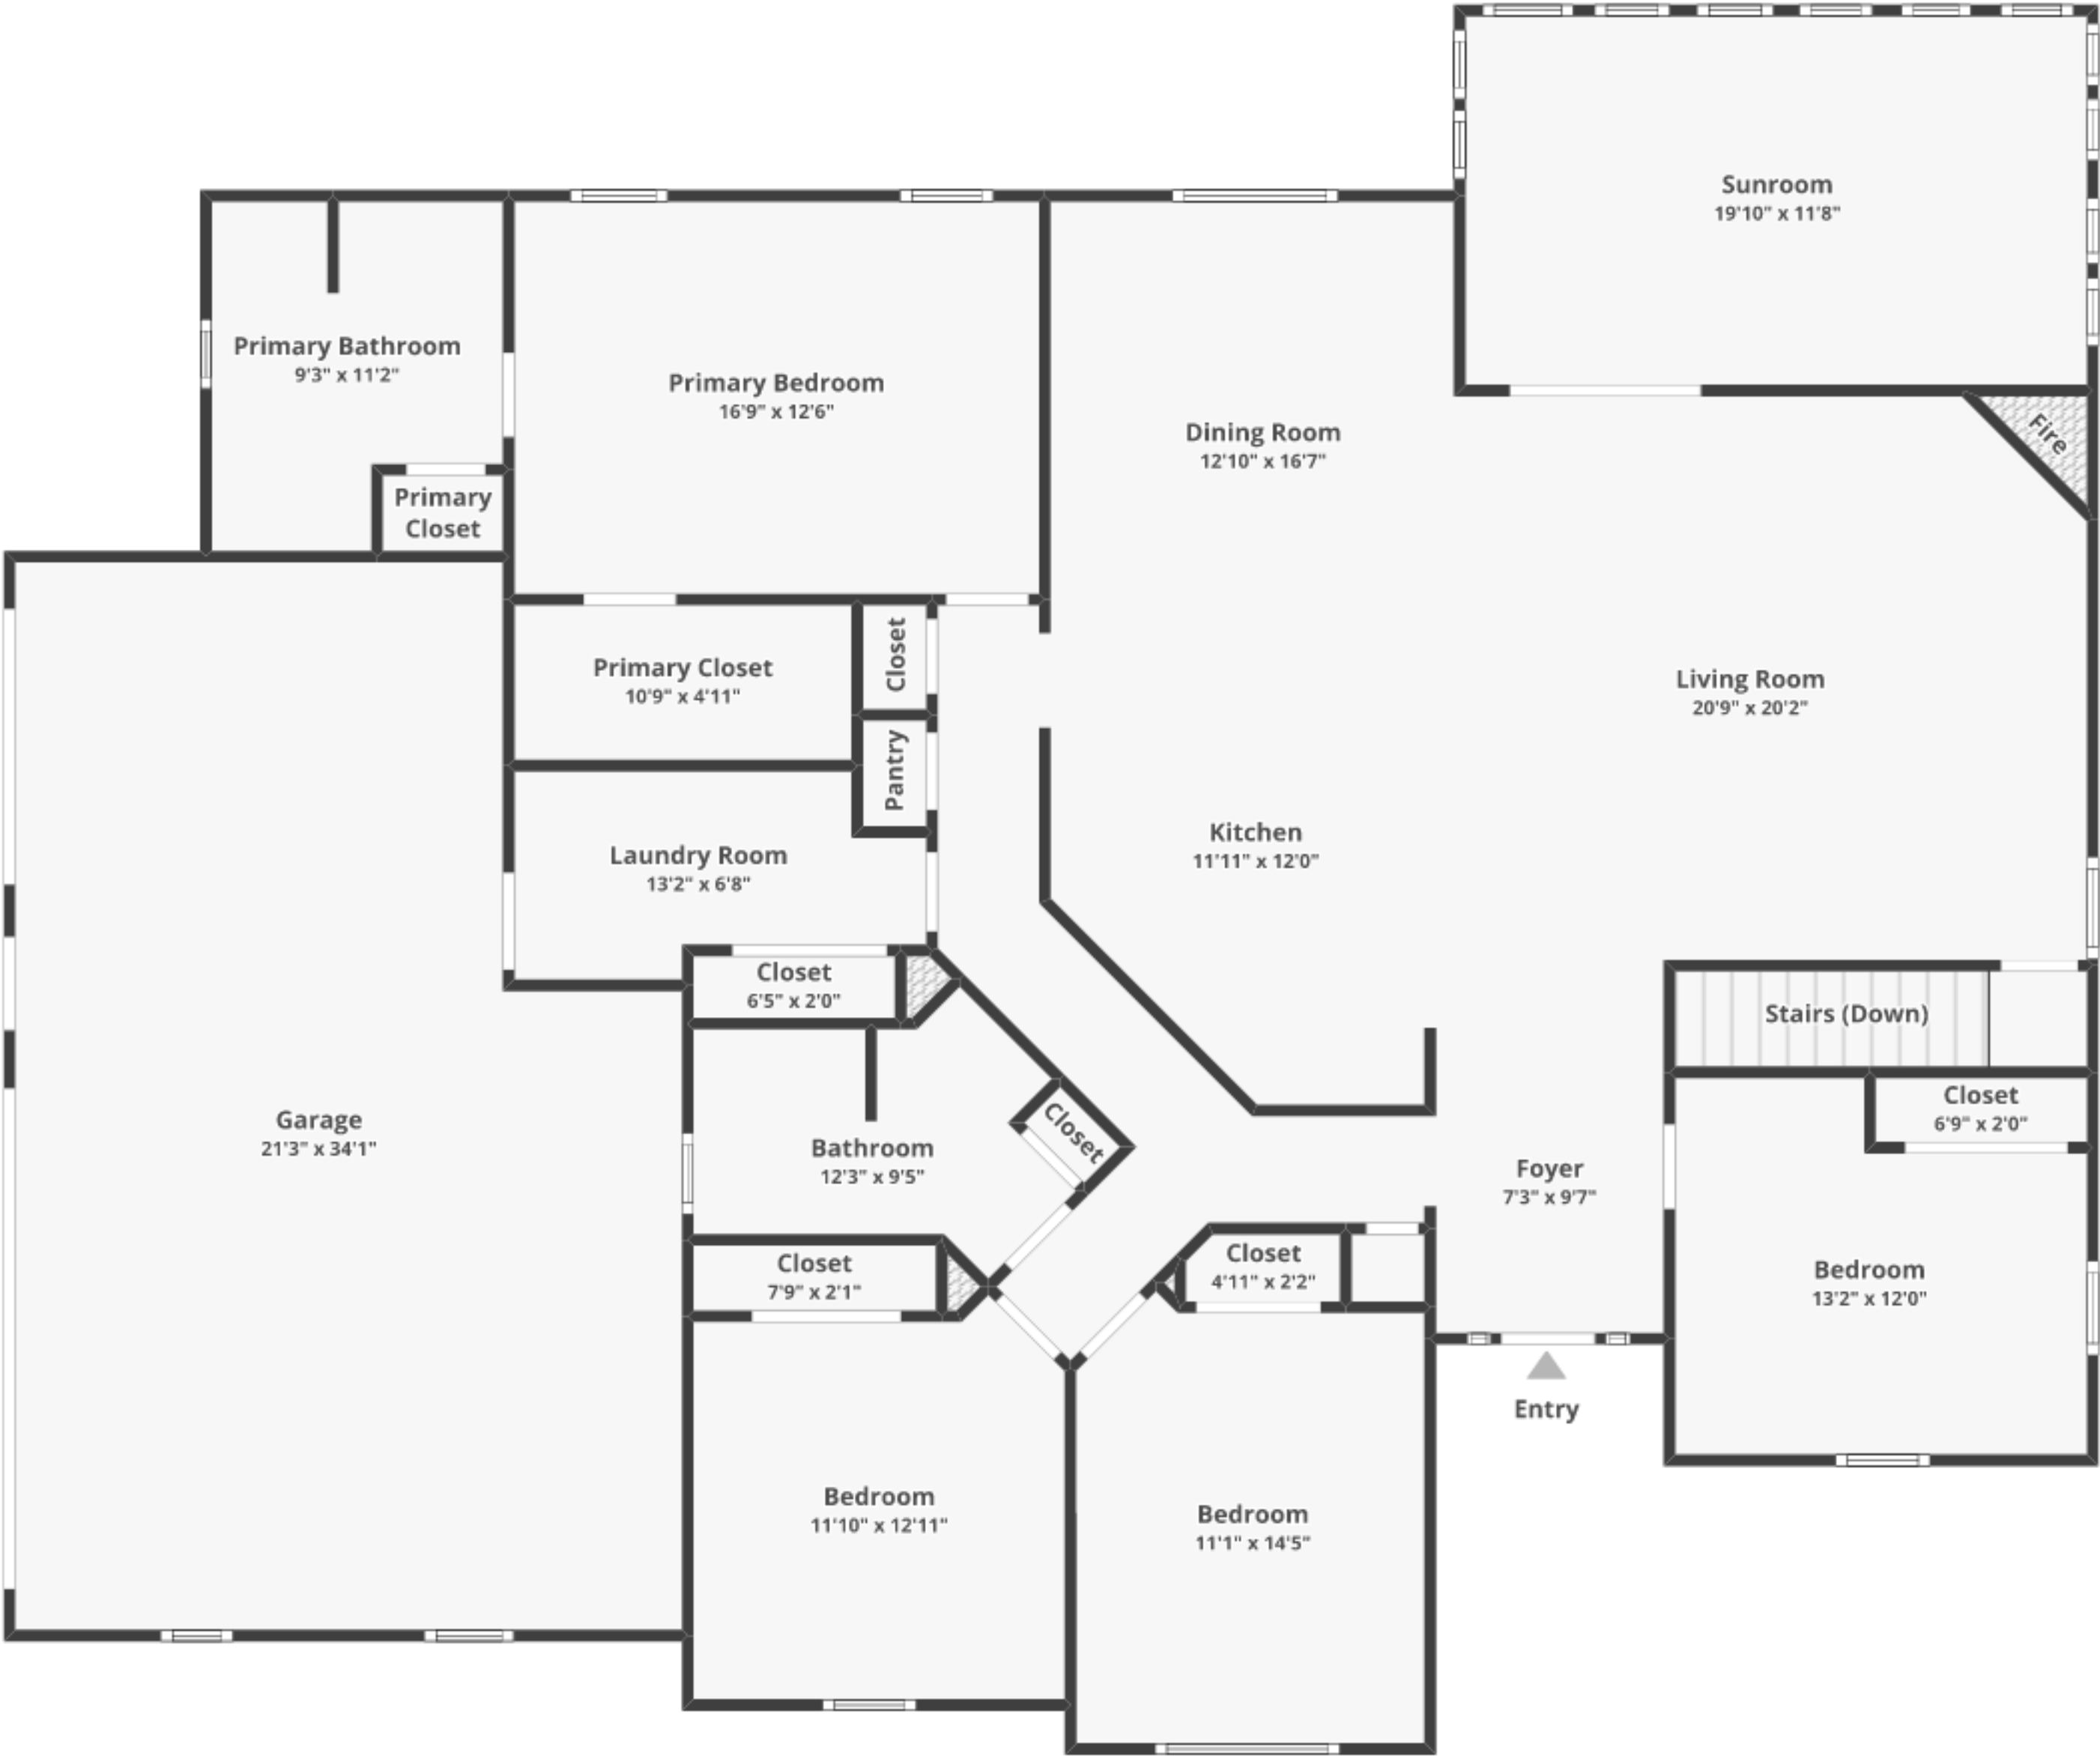 Sunroom
19'10" x 11'8"
Primary Bathroom
9'3" x 11'2"
Primary Bedroom
16'9" x 12'6"
Dining Room
12'10" x 16'7"
Fire
Primary
Closet
Primary Closet
10'9" x 4'11"
Closet
Living Room
20'9" x 20'2"
Pantry
Kitchen
11'11" x 12'0"
Laundry Room
13'2" x 6'8"
Closet
6'5" x 2'0"
Stairs (Down)
Garage
21'3" x 34'1"
Bathroom
12'3" x 9'5"
Closet
Closet
6'9" x 2'0"
Foyer
7'3" x 9'7"
Closet
7'9" x 2'1"
Closet
4'11" x 2'2"
Bedroom
13'2" x 12'0"
Entry
Bedroom
11'10" x 12'11"
Bedroom
11'1" x 14'5"